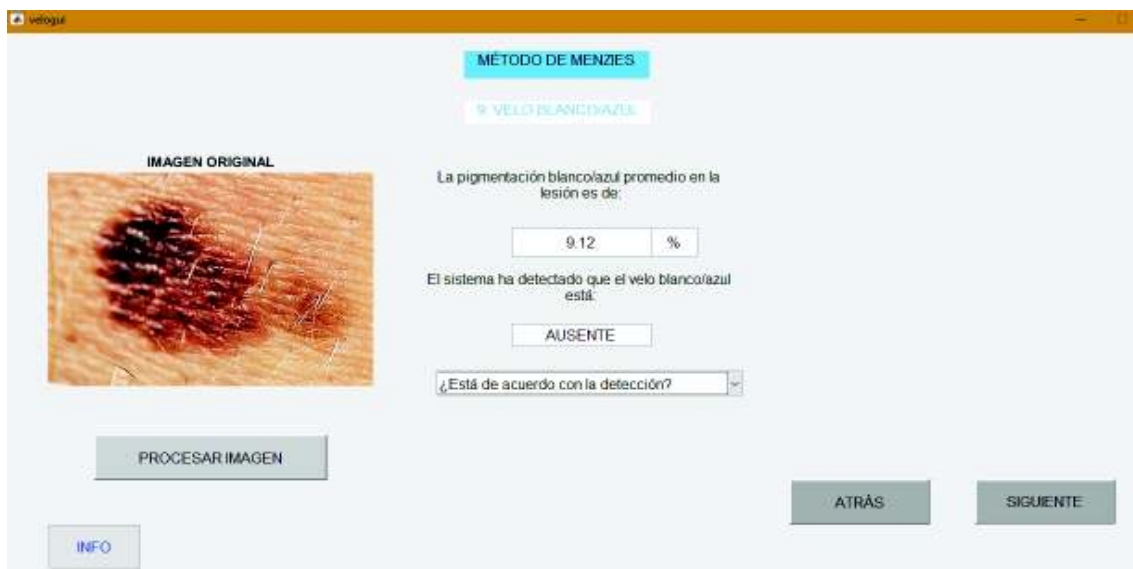 velogui
MÉTODO DE MENZIES
9. VELO BLANCO/AZUL
IMAGEN ORIGINAL
La pigmentación blanco/azul promedio en la
lesión es de:
9.12 %
El sistema ha detectado que el velo blanco/azul
está:
AUSENTE
¿Está de acuerdo con la detección?
PROCESAR IMAGEN
ATRÁS
SIGUIENTE
INFO